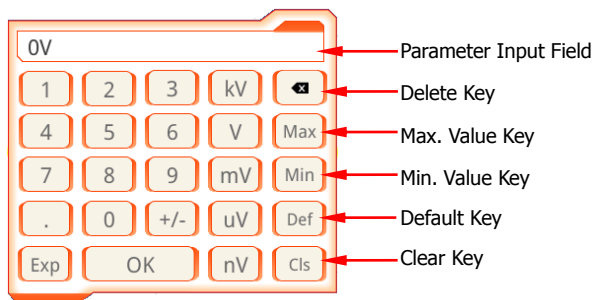 0V
Parameter Input Field
1 2 3 kV
Delete Key
4 5 6 V Max
Max. Value Key
7 8 9 mV Min
Min. Value Key
. 0 +/- uV Def
Default Key
Exp OK nV Cls
Clear Key